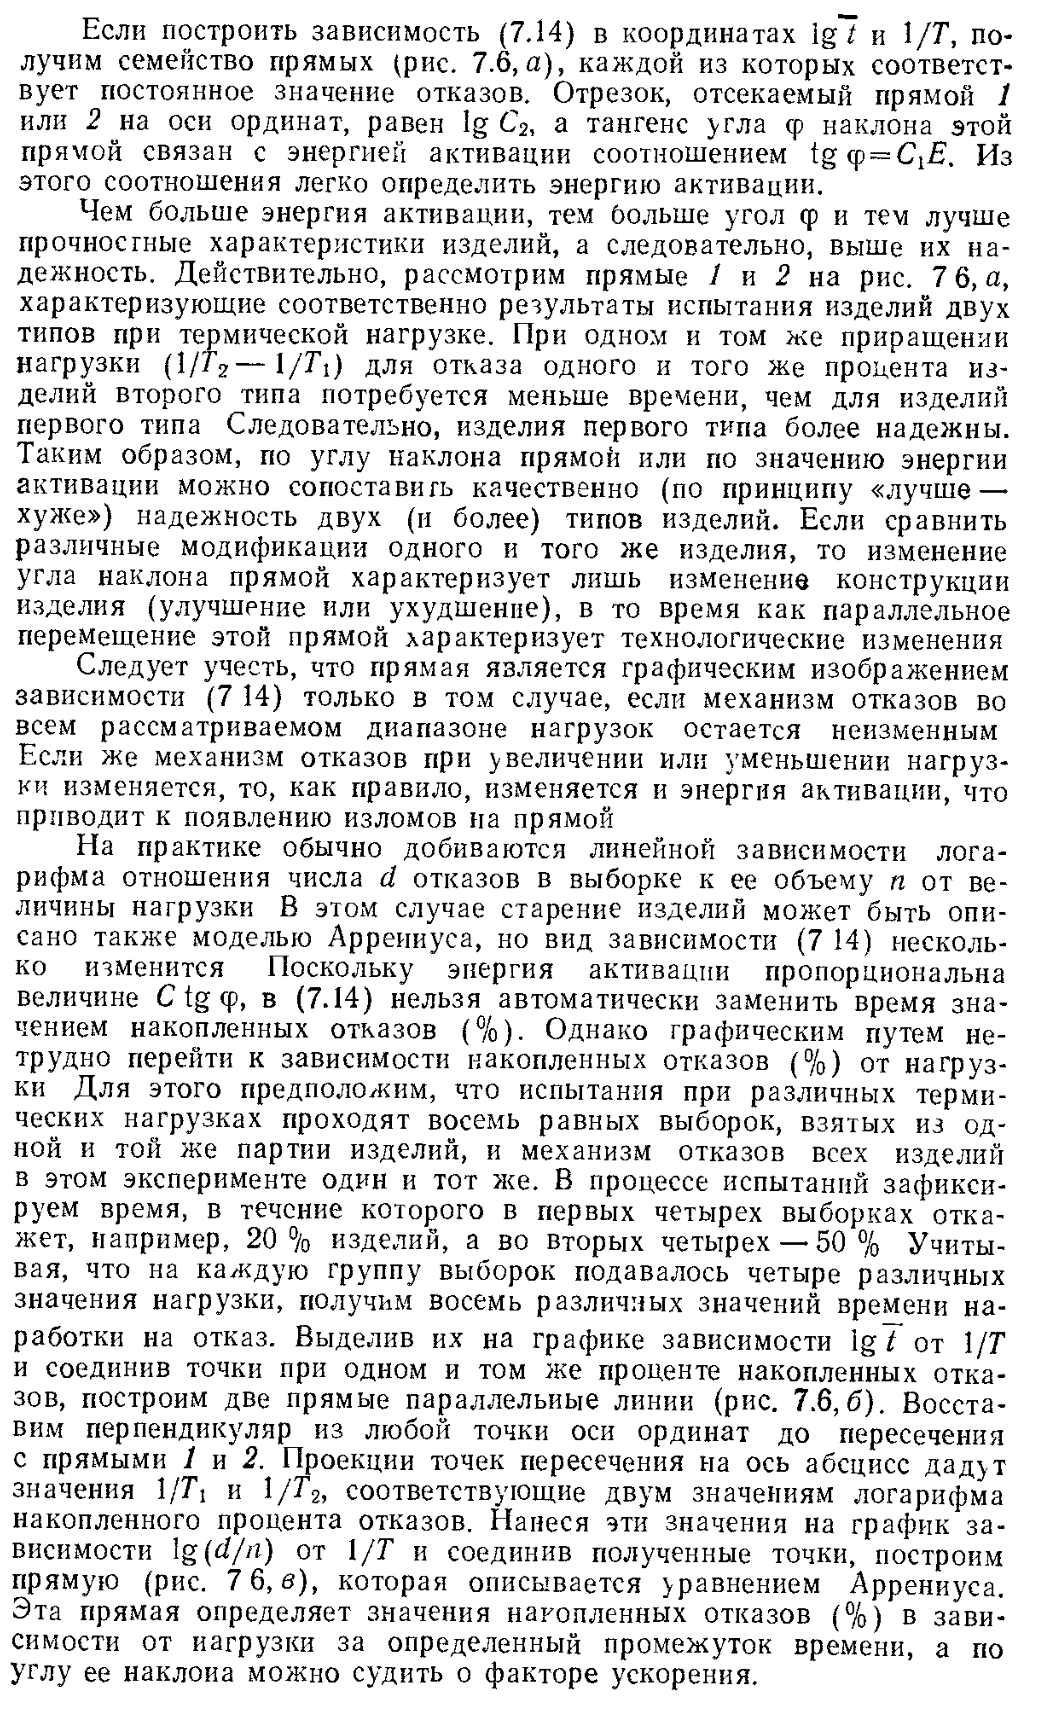 Если построить зависимость (7.14) в координатах lg t̅ и 1/T, по-
лучим семейство прямых (рис. 7.6, а), каждой из которых соответст-
вует постоянное значение отказов. Отрезок, отсекаемый прямой 1
или 2 на оси ординат, равен lg C₂, а тангенс угла φ наклона этой
прямой связан с энергией активации соотношением tg φ=C₁E. Из
этого соотношения легко определить энергию активации.
Чем больше энергия активации, тем больше угол φ и тем лучше
прочностные характеристики изделий, а следовательно, выше их на-
дежность. Действительно, рассмотрим прямые 1 и 2 на рис. 7 6, а,
характеризующие соответственно результаты испытания изделий двух
типов при термической нагрузке. При одном и том же приращении
нагрузки (1/T₂— 1/T₁) для отказа одного и того же процента из-
делий второго типа потребуется меньше времени, чем для изделий
первого типа Следовательно, изделия первого типа более надежны.
Таким образом, по углу наклона прямой или по значению энергии
активации можно сопоставить качественно (по принципу «лучше —
хуже») надежность двух (и более) типов изделий. Если сравнить
различные модификации одного и того же изделия, то изменение
угла наклона прямой характеризует лишь изменение конструкции
изделия (улучшение или ухудшение), в то время как параллельное
перемещение этой прямой характеризует технологические изменения
Следует учесть, что прямая является графическим изображением
зависимости (7 14) только в том случае, если механизм отказов во
всем рассматриваемом диапазоне нагрузок остается неизменным
Если же механизм отказов при увеличении или уменьшении нагруз-
ки изменяется, то, как правило, изменяется и энергия активации, что
приводит к появлению изломов на прямой
На практике обычно добиваются линейной зависимости лога-
рифма отношения числа d отказов в выборке к ее объему n от ве-
личины нагрузки В этом случае старение изделий может быть опи-
сано также моделью Аррениуса, но вид зависимости (7 14) несколь-
ко изменится Поскольку энергия активации пропорциональна
величине C tg φ, в (7.14) нельзя автоматически заменить время зна-
чением накопленных отказов (%). Однако графическим путем не-
трудно перейти к зависимости накопленных отказов (%) от нагруз-
ки Для этого предположим, что испытания при различных терми-
ческих нагрузках проходят восемь равных выборок, взятых из од-
ной и той же партии изделий, и механизм отказов всех изделий
в этом эксперименте один и тот же. В процессе испытаний зафикси-
руем время, в течение которого в первых четырех выборках отка-
жет, например, 20 % изделий, а во вторых четырех — 50 % Учиты-
вая, что на каждую группу выборок подавалось четыре различных
значения нагрузки, получим восемь различных значений времени на-
работки на отказ. Выделив их на графике зависимости lg t̅ от 1/T
и соединив точки при одном и том же проценте накопленных отка-
зов, построим две прямые параллельные линии (рис. 7.6, б). Восста-
вим перпендикуляр из любой точки оси ординат до пересечения
с прямыми 1 и 2. Проекции точек пересечения на ось абсцисс дадут
значения 1/T₁ и 1/T₂, соответствующие двум значениям логарифма
накопленного процента отказов. Нанеся эти значения на график за-
висимости lg (d/n) от 1/T и соединив полученные точки, построим
прямую (рис. 7 6, в), которая описывается уравнением Аррениуса.
Эта прямая определяет значения накопленных отказов (%) в зави-
симости от нагрузки за определенный промежуток времени, а по
углу ее наклона можно судить о факторе ускорения.